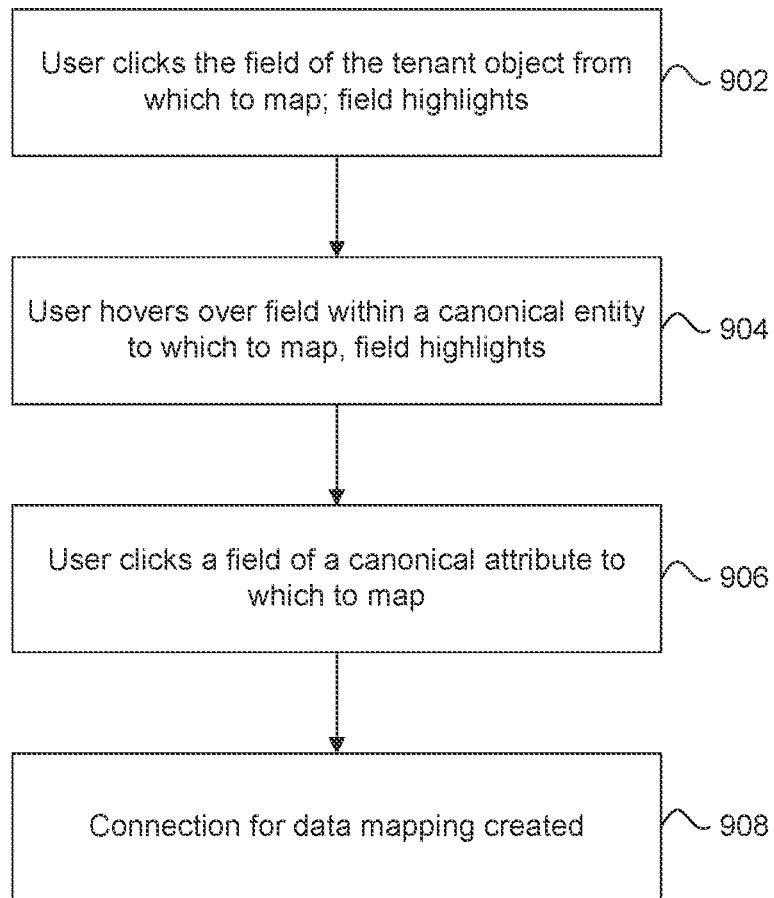 User clicks the field of the tenant object from
which to map; field highlights
902
User hovers over field within a canonical entity
to which to map, field highlights
904
User clicks a field of a canonical attribute to
which to map
906
Connection for data mapping created
908